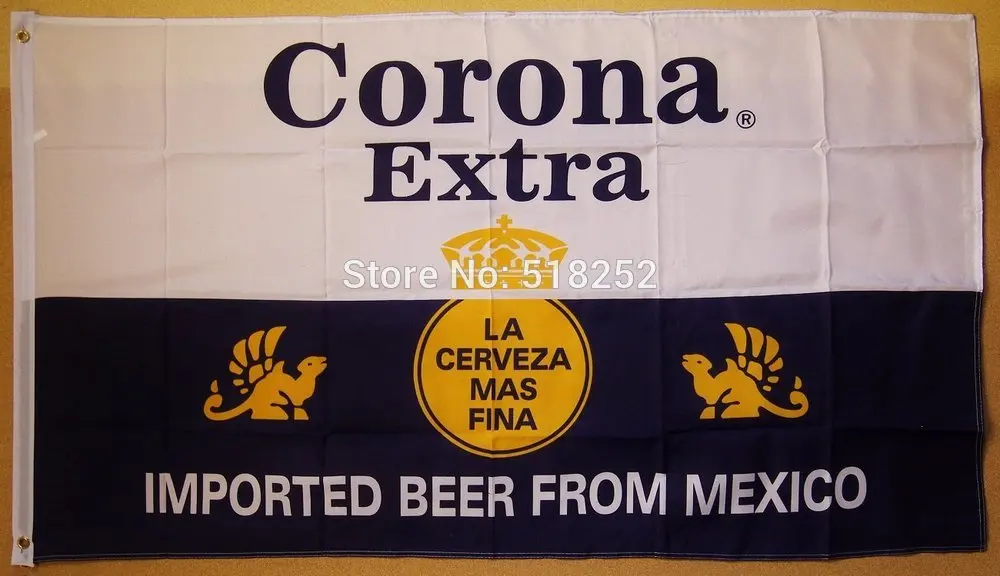 Corona®
Extra
Store No: 518252
LA
CERVEZA
MAS
FINA
IMPORTED BEER FROM MEXICO